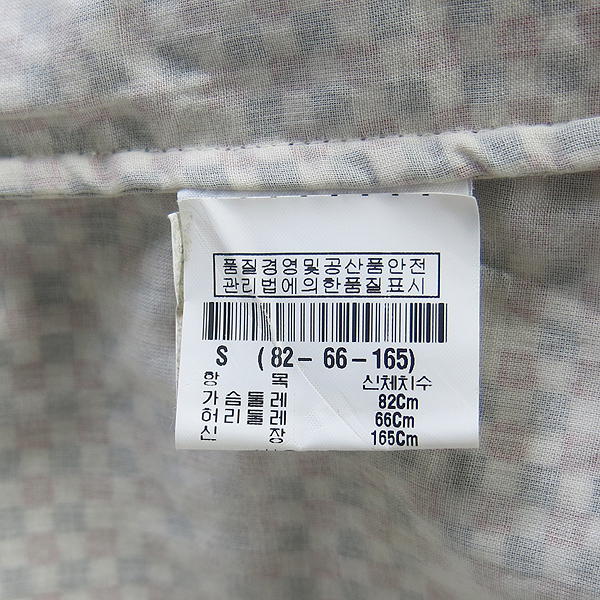 품질경영및공산품안전
관리법에의한품질표시
S (82-66-165)
항 목 신체치수
가슴둘레 82Cm
허리둘레 66Cm
신 장 165Cm